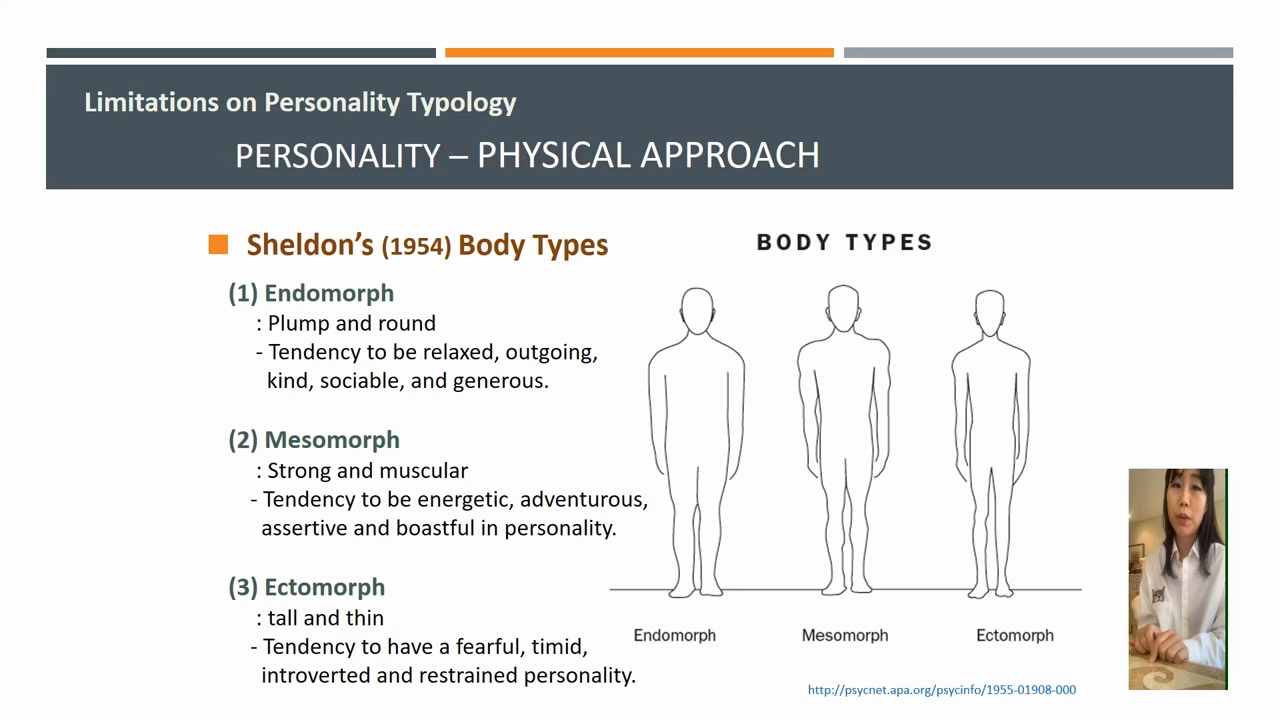 Limitations on Personality Typology
PERSONALITY – PHYSICAL APPROACH
Sheldon’s (1954) Body Types
(1) Endomorph
: Plump and round
- Tendency to be relaxed, outgoing,
kind, sociable, and generous.
(2) Mesomorph
: Strong and muscular
- Tendency to be energetic, adventurous,
assertive and boastful in personality.
(3) Ectomorph
: tall and thin
- Tendency to have a fearful, timid,
introverted and restrained personality.
BODY TYPES
Endomorph
Mesomorph
Ectomorph
http://psycnet.apa.org/psycinfo/1955-01908-000